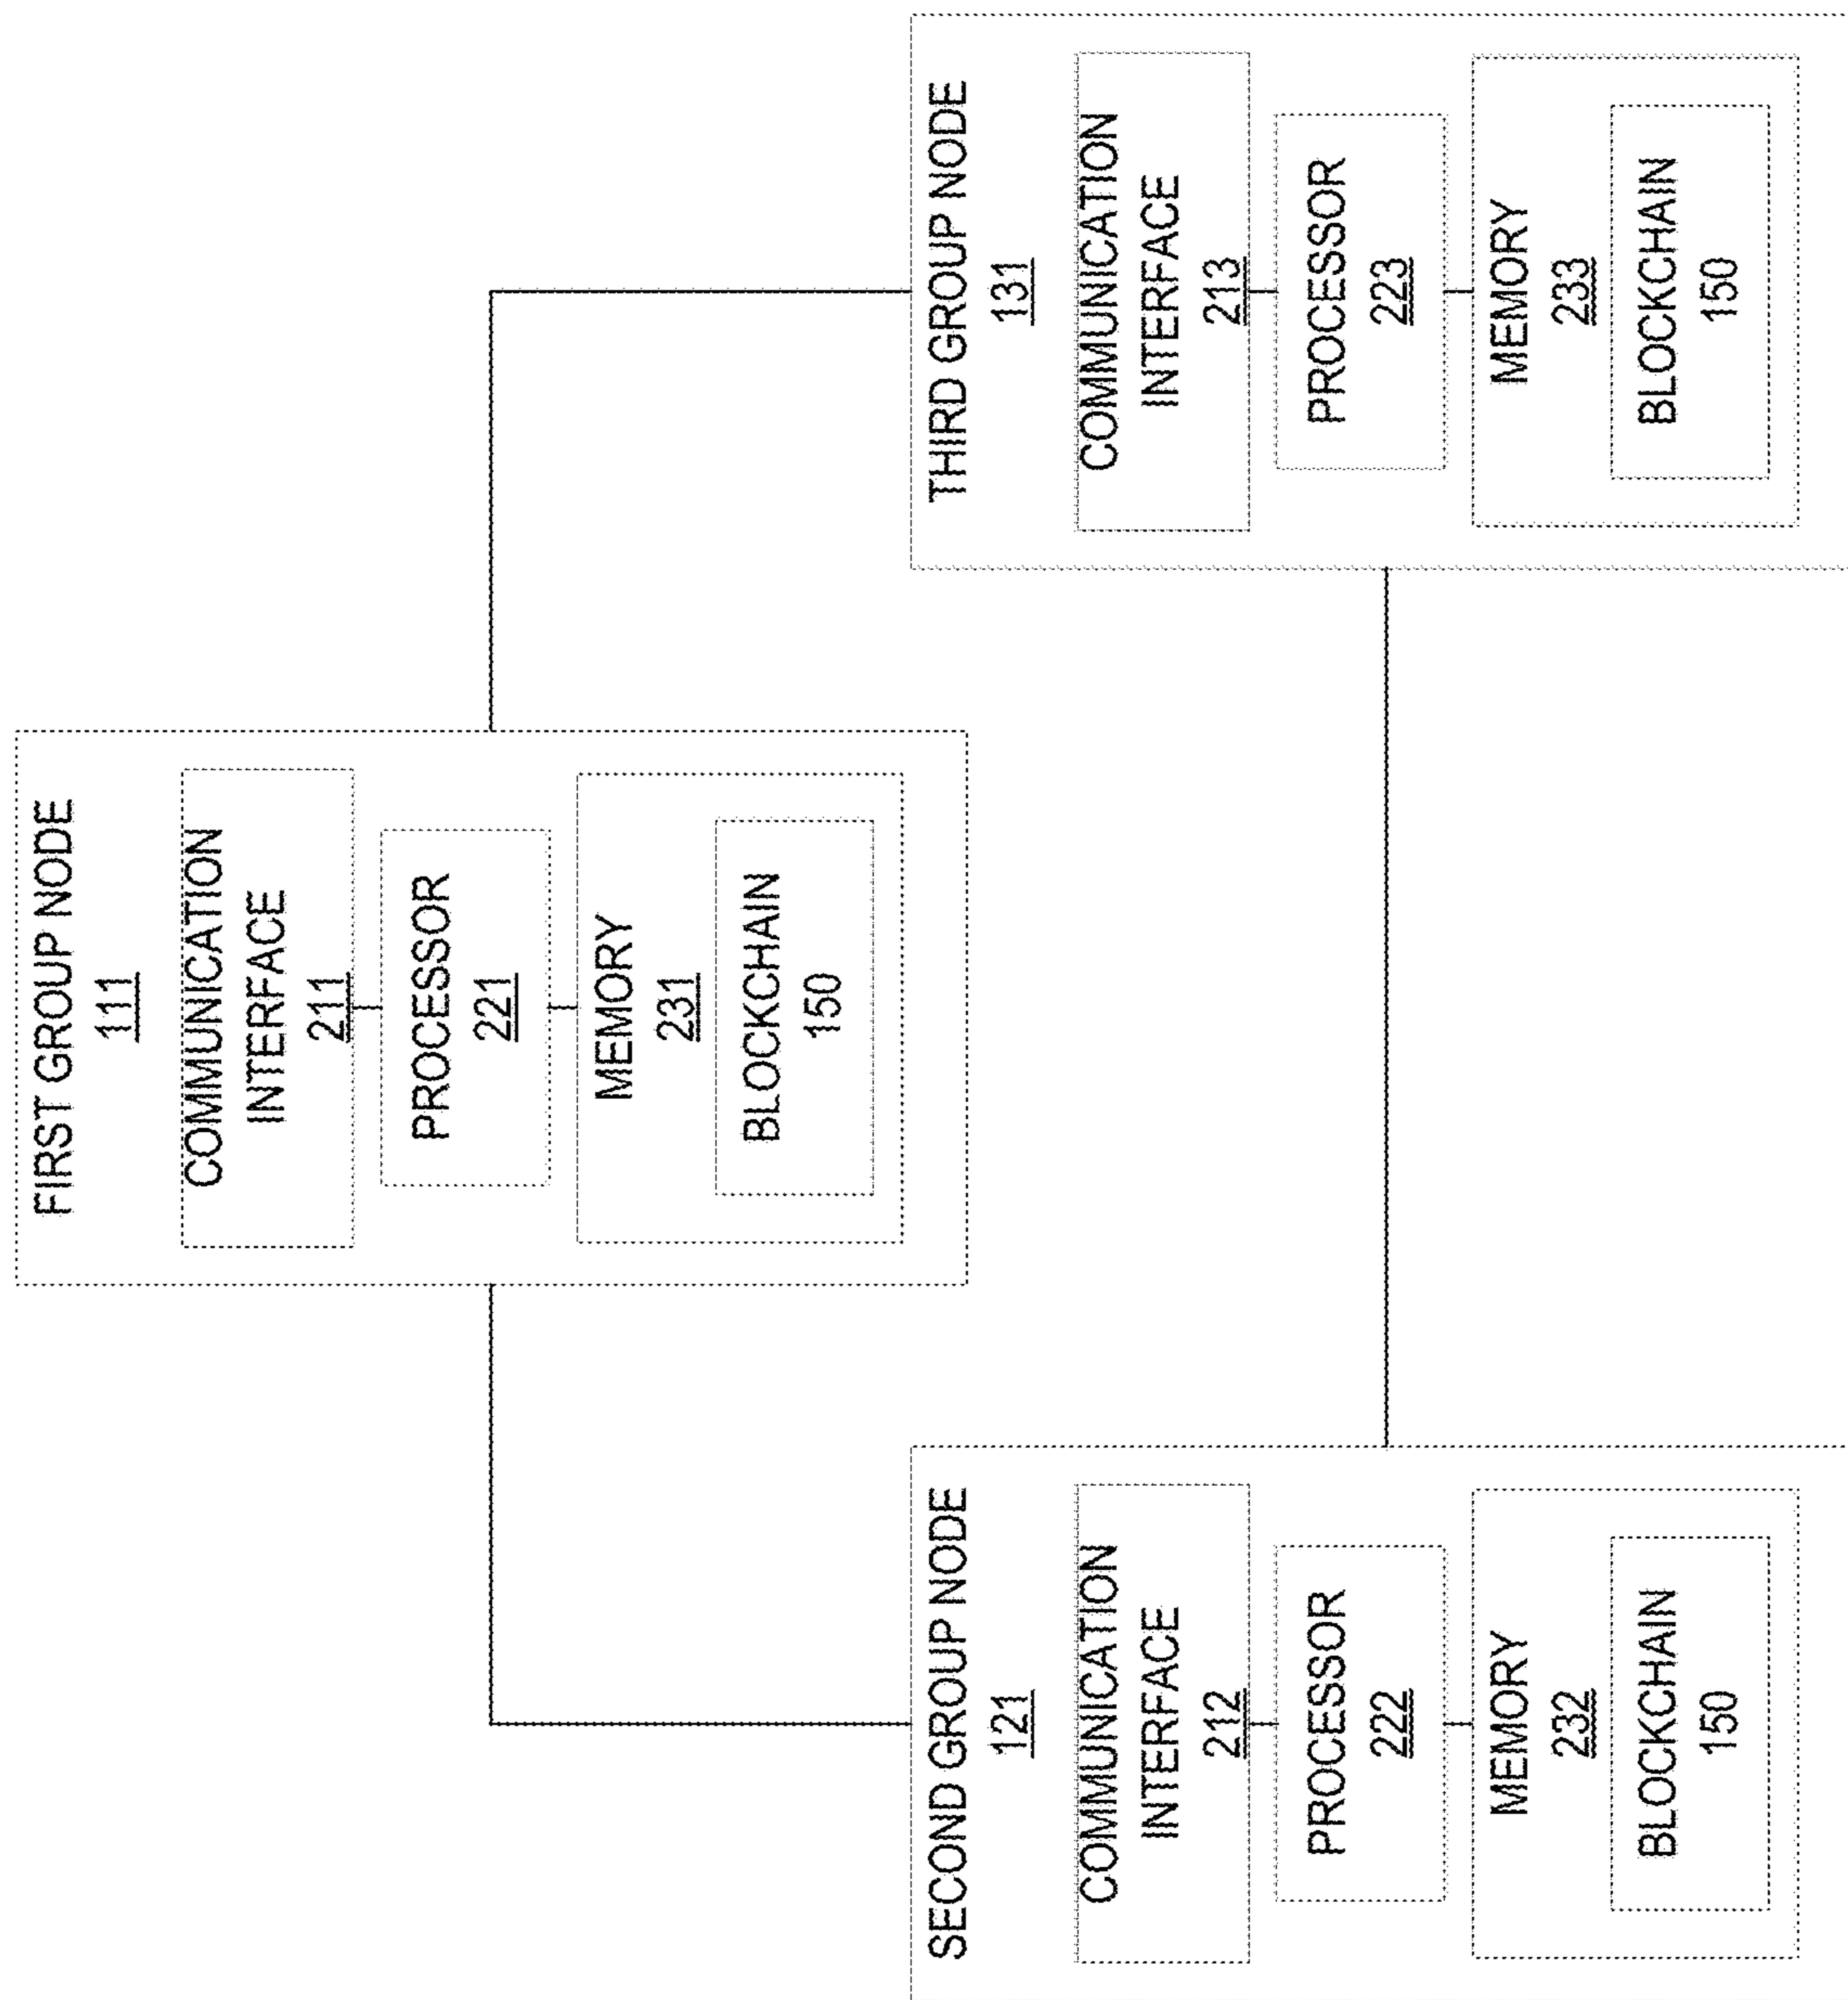 FIRST GROUP NODE
111
COMMUNICATION
INTERFACE
211
PROCESSOR
221
MEMORY
231
BLOCKCHAIN
150
SECOND GROUP NODE
121
COMMUNICATION
INTERFACE
212
PROCESSOR
222
MEMORY
232
BLOCKCHAIN
150
THIRD GROUP NODE
131
COMMUNICATION
INTERFACE
213
PROCESSOR
223
MEMORY
233
BLOCKCHAIN
150